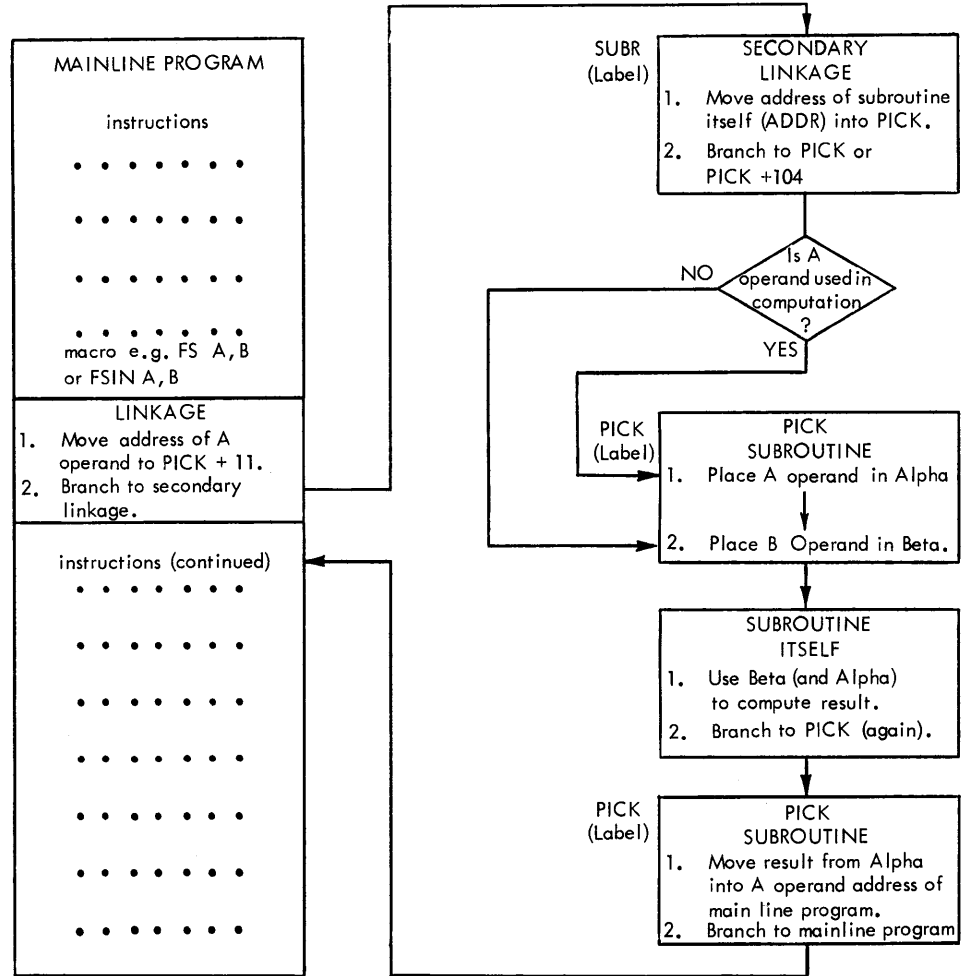 MAINLINE PROGRAM
instructions
macro e.g. FS A, B
or FSIN A, B
LINKAGE
1. Move address of A
operand to PICK + 11.
2. Branch to secondary
linkage.
instructions (continued)
SUBR
(Label)
SECONDARY
LINKAGE
1. Move address of subroutine
itself (ADDR) into PICK.
2. Branch to PICK or
PICK +104
Is A
operand used in
computation
?
NO
YES
PICK
(Label)
PICK
SUBROUTINE
1. Place A operand in Alpha
2. Place B Operand in Beta.
SUBROUTINE
ITSELF
1. Use Beta (and Alpha)
to compute result.
2. Branch to PICK (again).
PICK
(Label)
PICK
SUBROUTINE
1. Move result from Alpha
into A operand address of
main line program.
2. Branch to mainline program